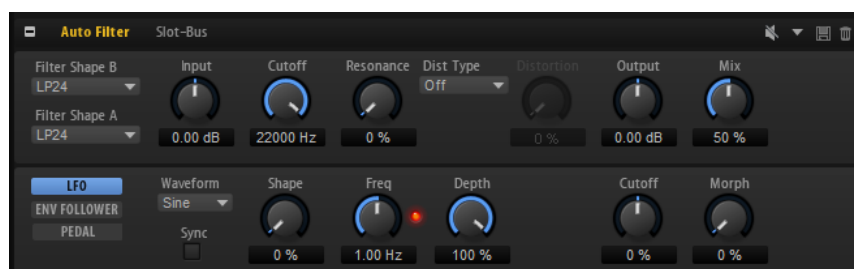 Auto Filter Slot-Bus
Filter Shape B Input Cutoff Resonance Dist Type Distortion Output Mix
LP24 Off
Filter Shape A
LP24 0.00 dB 22000 Hz 0 % 0 % 0.00 dB 50 %
LFO Waveform Shape Freq Depth Cutoff Morph
ENV FOLLOWER Sine
PEDAL Sync
0 % 1.00 Hz 100 % 0 % 0 %